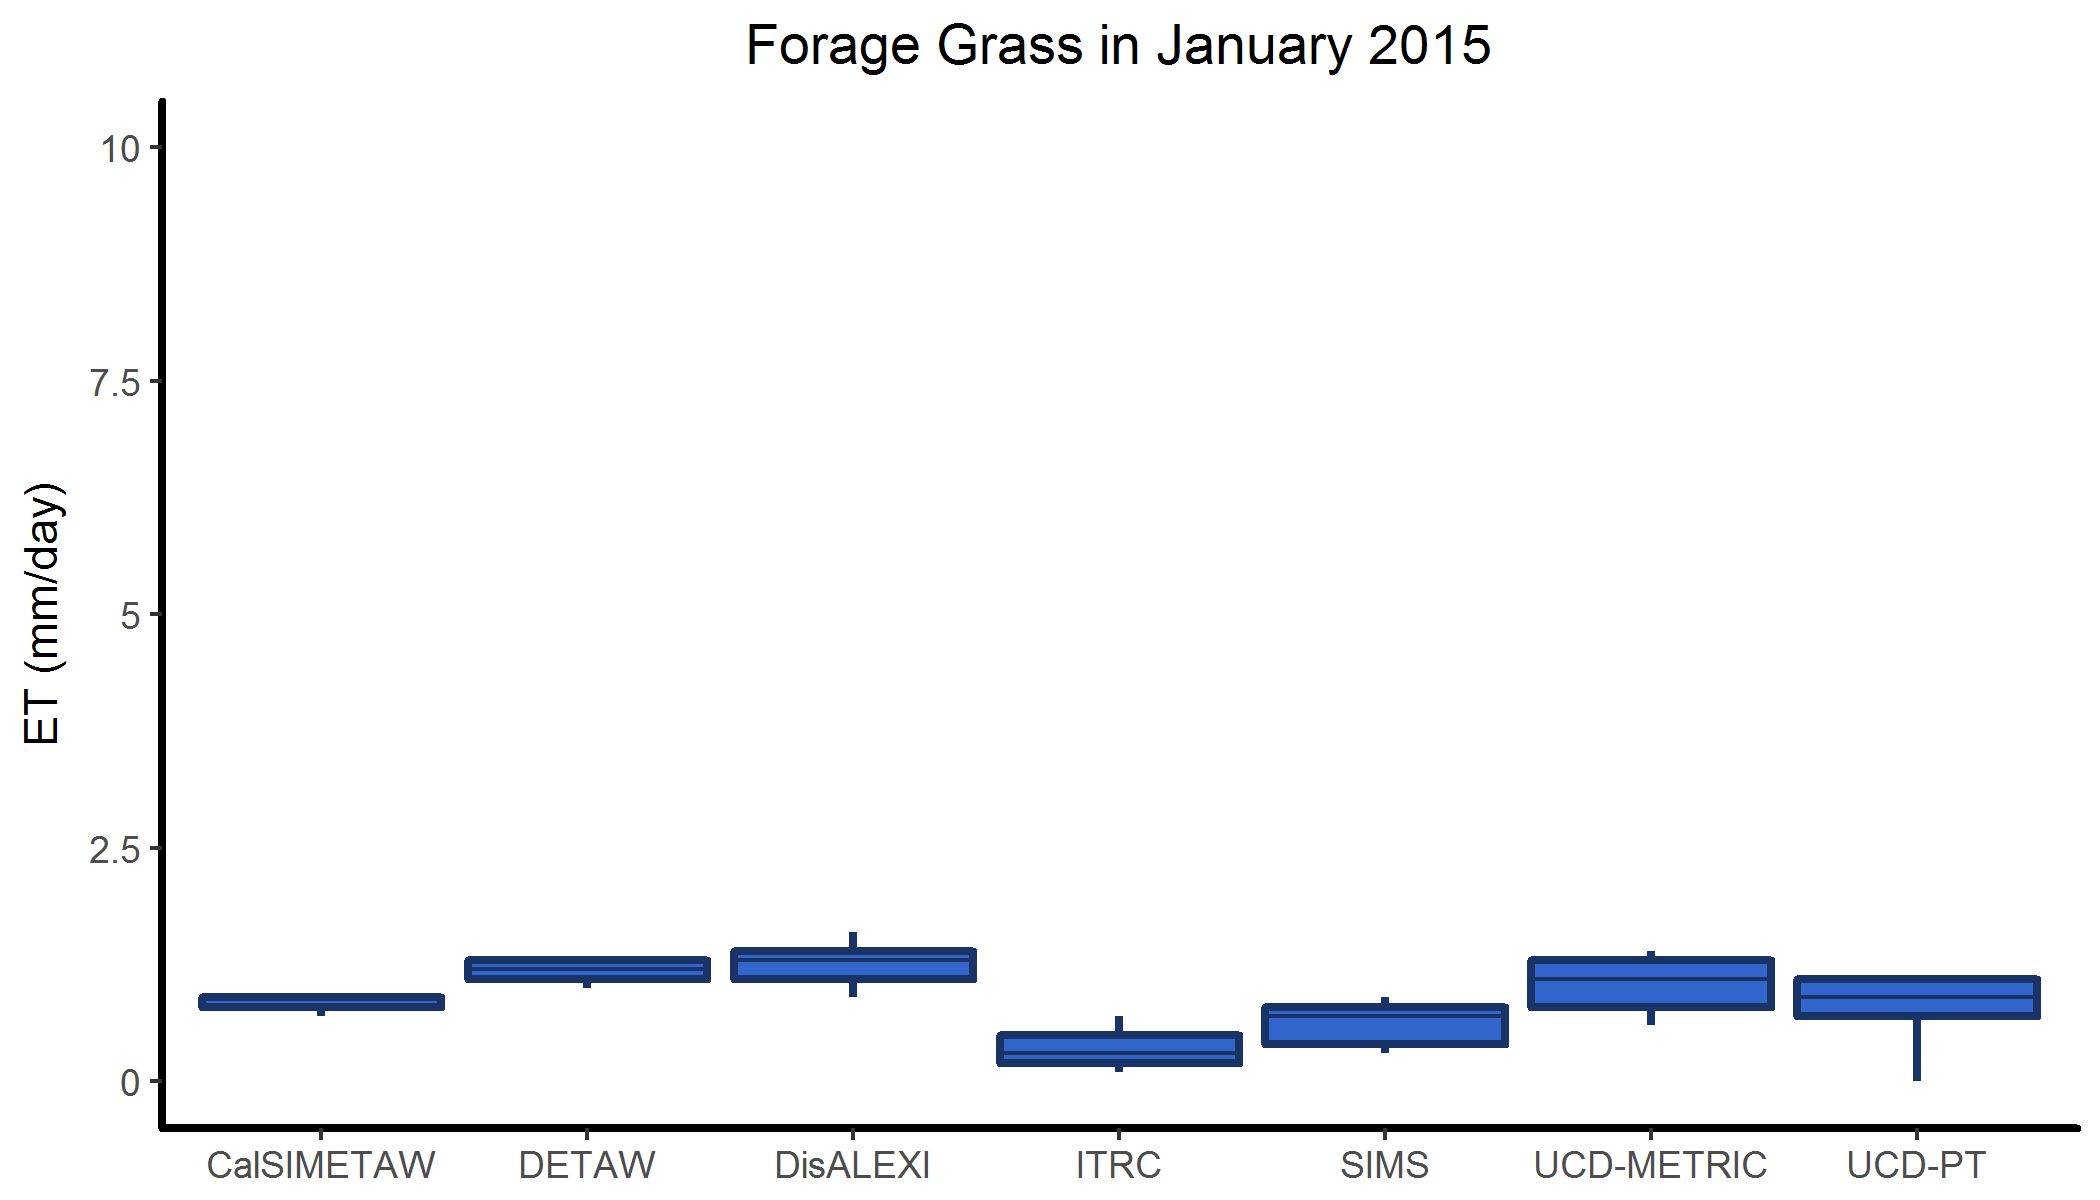 Forage Grass in January 2015
ET (mm/day)
10
7.5
5
2.5
0
CalSIMETAW DETAW DisALEXI ITRC SIMS UCD-METRIC UCD-PT